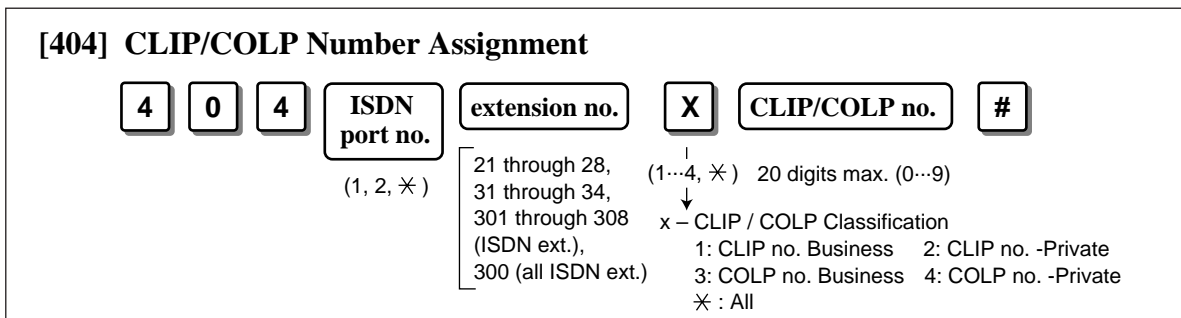 [404] CLIP/COLP Number Assignment
4 0 4 ISDN port no. extension no. X CLIP/COLP no. #
(1, 2, ✳ )
21 through 28,
31 through 34,
301 through 308
(ISDN ext.),
300 (all ISDN ext.)
(1···4, ✳ ) 20 digits max. (0···9)
x – CLIP / COLP Classification
1: CLIP no. Business 2: CLIP no. -Private
3: COLP no. Business 4: COLP no. -Private
✳ : All